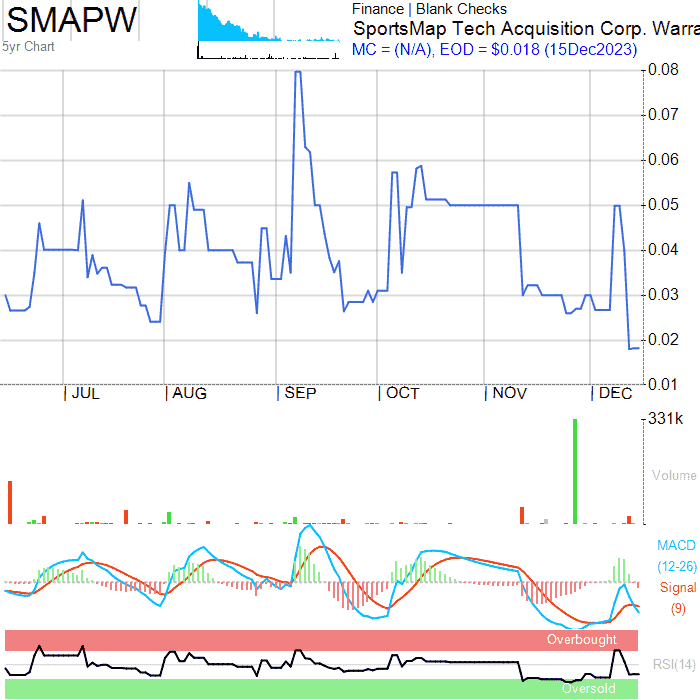 SMAPW
5yr Chart
Finance | Blank Checks
SportsMap Tech Acquisition Corp. Warra
MC = (N/A), EOD = $0.018 (15Dec2023)
0.08
0.07
0.06
0.05
0.04
0.03
0.02
0.01
JUL AUG SEP OCT NOV DEC
331k
Volume
MACD
(12-26)
Signal
(9)
Overbought
RSI(14)
Oversold